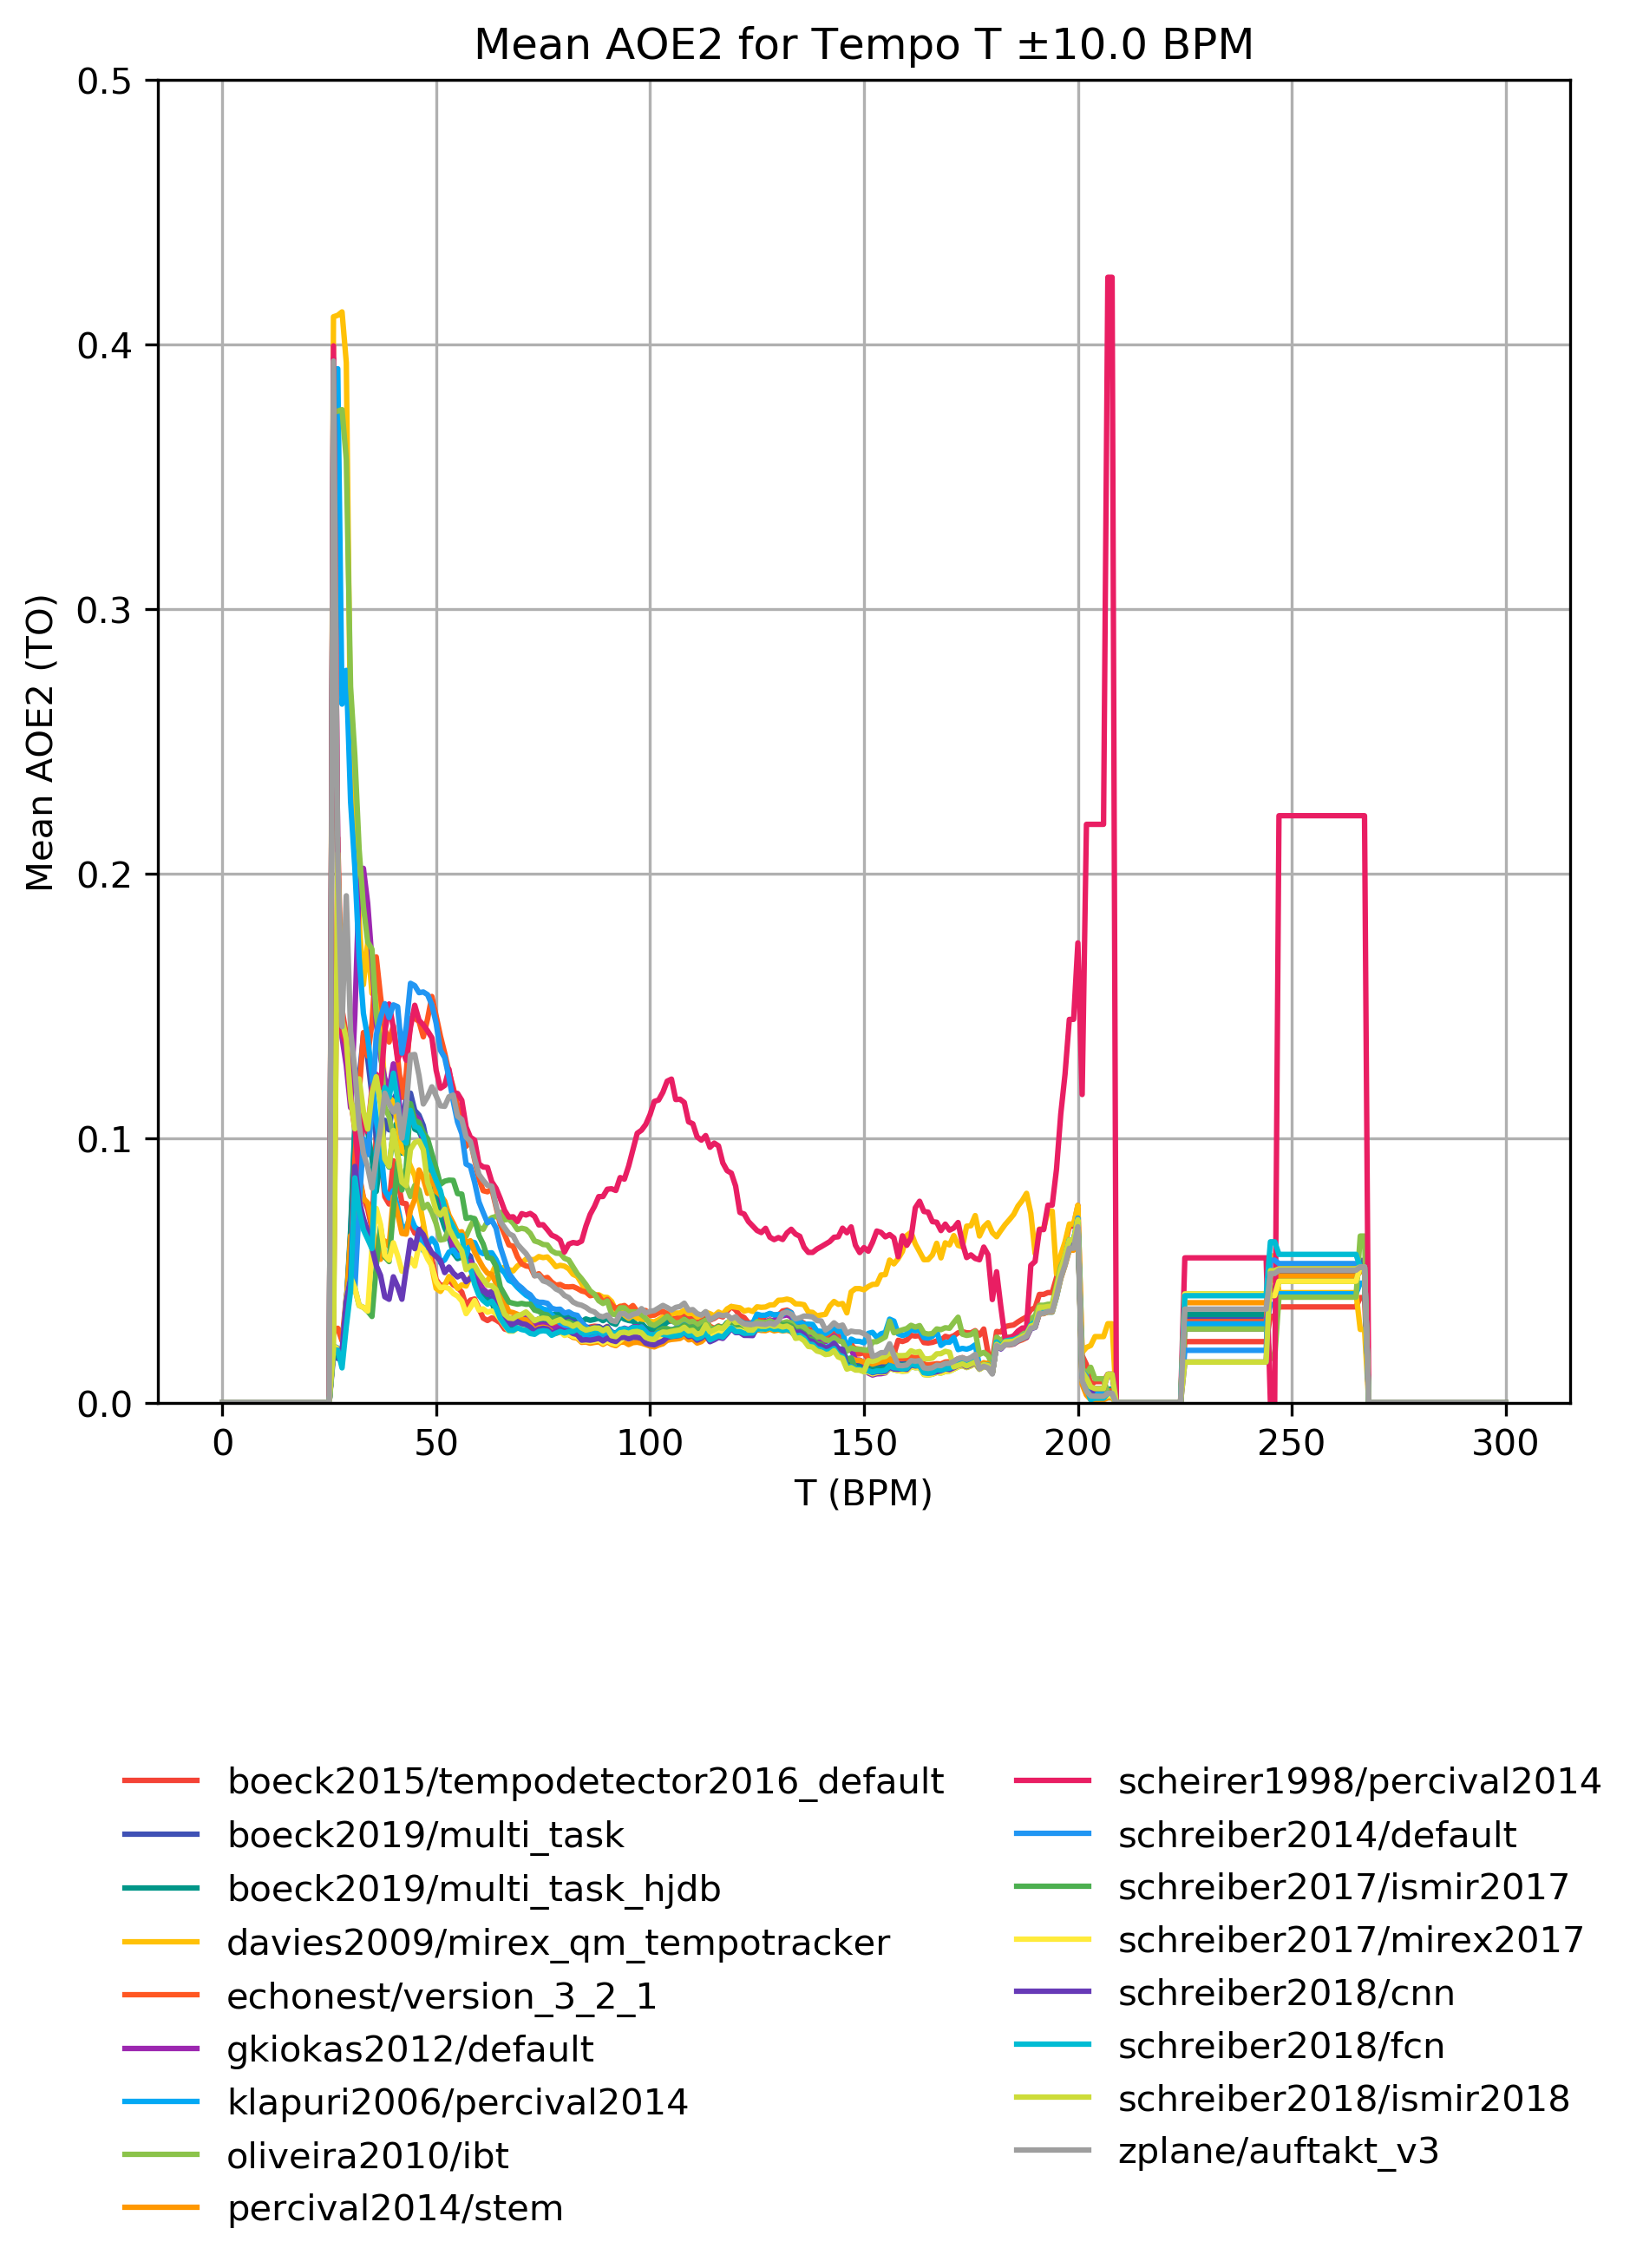 Mean AOE2 for Tempo T ±10.0 BPM
0.5
0.4
0.3
0.2
0.1
0.0
Mean AOE2 (TO)
0 50 100 150 200 250 300
T (BPM)
boeck2015/tempodetector2016_default
boeck2019/multi_task
boeck2019/multi_task_hjdb
davies2009/mirex_qm_tempotracker
echonest/version_3_2_1
gkiokas2012/default
klapuri2006/percival2014
oliveira2010/ibt
percival2014/stem
scheirer1998/percival2014
schreiber2014/default
schreiber2017/ismir2017
schreiber2017/mirex2017
schreiber2018/cnn
schreiber2018/fcn
schreiber2018/ismir2018
zplane/auftakt_v3